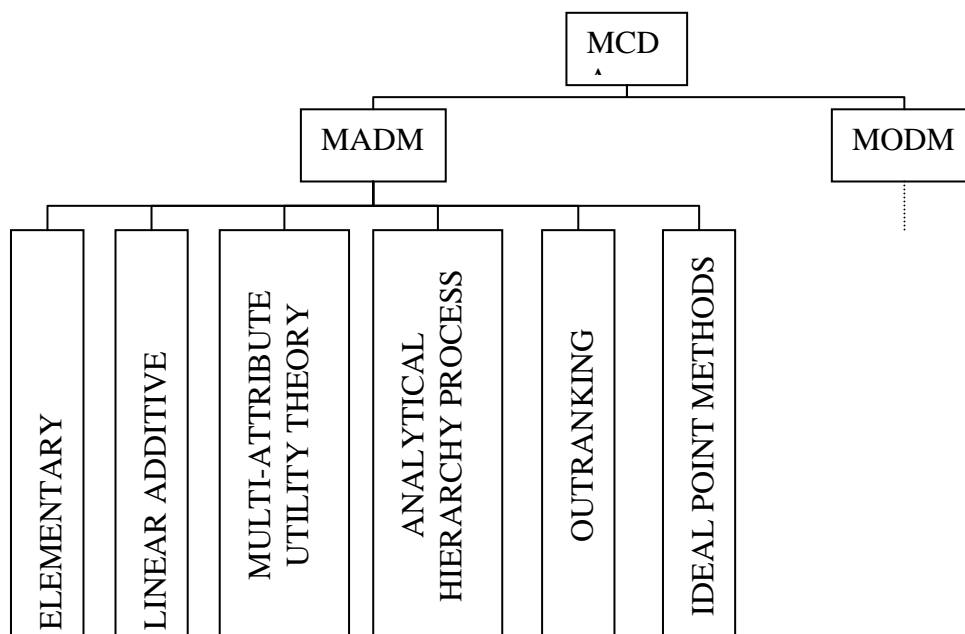 MCD
MADM
MODM
ELEMENTARY
LINEAR ADDITIVE
MULTI-ATTRIBUTE
UTILITY THEORY
ANALYTICAL
HIERARCHY PROCESS
OUTRANKING
IDEAL POINT METHODS